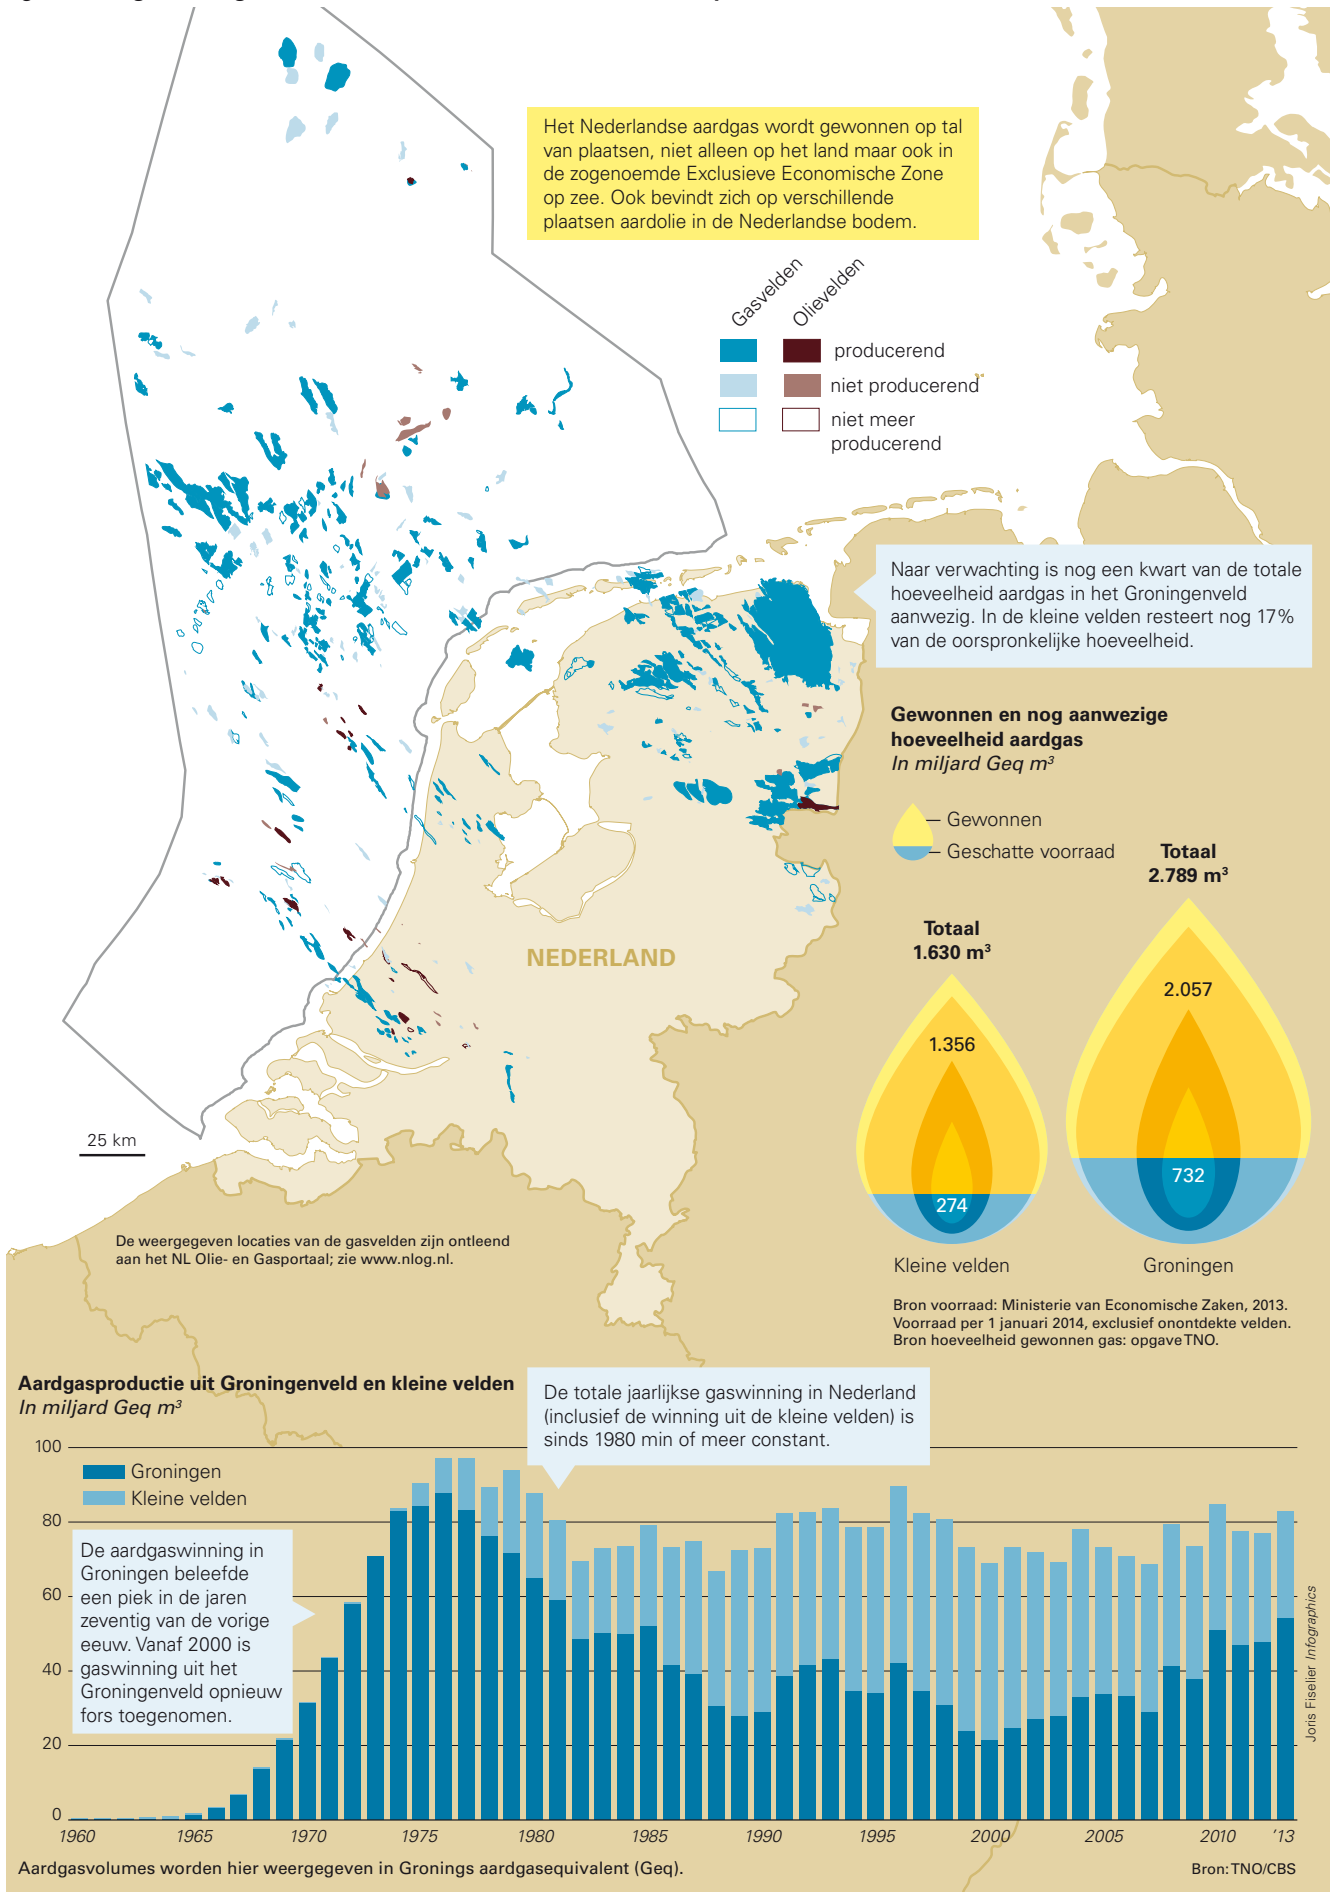 Het Nederlandse aardgas wordt gewonnen op tal
van plaatsen, niet alleen op het land maar ook in
de zogenoemde Exclusieve Economische Zone
op zee. Ook bevindt zich op verschillende
plaatsen aardolie in de Nederlandse bodem.
Gasvelden
Olievelden
producerend
niet producerend
niet meer
producerend
Naar verwachting is nog een kwart van de totale
hoeveelheid aardgas in het Groningenveld
aanwezig. In de kleine velden resteert nog 17%
van de oorspronkelijke hoeveelheid.
Gewonnen en nog aanwezige
hoeveelheid aardgas
In miljard Geq m³
Gewonnen
Geschatte voorraad
Totaal
2.789 m³
Totaal
1.630 m³
2.057
1.356
732
274
Kleine velden
Groningen
NEDERLAND
25 km
De weergegeven locaties van de gasvelden zijn ontleend
aan het NL Olie- en Gasportaal; zie www.nlog.nl.
Bron voorraad: Ministerie van Economische Zaken, 2013.
Voorraad per 1 januari 2014, exclusief onontdekte velden.
Bron hoeveelheid gewonnen gas: opgave TNO.
Aardgasproductie uit Groningenveld en kleine velden
In miljard Geq m³
De totale jaarlijkse gaswinning in Nederland
(inclusief de winning uit de kleine velden) is
sinds 1980 min of meer constant.
100
80
60
40
20
0
Groningen
Kleine velden
De aardgaswinning in
Groningen beleefde
een piek in de jaren
zeventig van de vorige
eeuw. Vanaf 2000 is
gaswinning uit het
Groningenveld opnieuw
fors toegenomen.
1960 1965 1970 1975 1980 1985 1990 1995 2000 2005 2010 '13
Joris Fiselier Infographics
Aardgasvolumes worden hier weergegeven in Gronings aardgasequivalent (Geq).
Bron: TNO/CBS